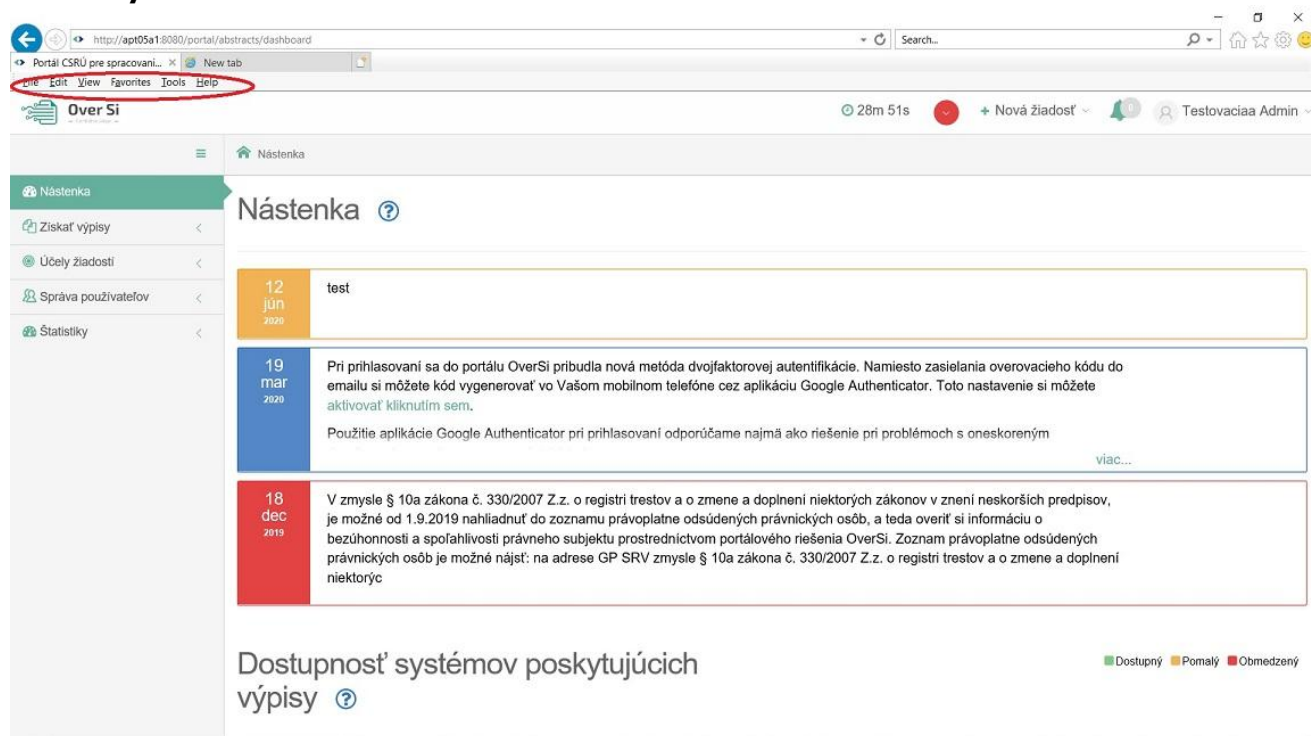 http://apt05a1:8080/portal/abstracts/dashboard
Search...
Portál CSRÚ pre spracovani...
New tab
File Edit View Favorites Tools Help
Over Si
28m 51s
+ Nová žiadosť
0
Testovaciaa Admin
Nástenka
Nástenka
Získať výpisy
Účely žiadostí
Správa používateľov
Štatistiky
Nástenka
12
jún
2020
test
19
mar
2020
Pri prihlasovaní sa do portálu OverSi pribudla nová metóda dvojfaktorovej autentifikácie. Namiesto zasielania overovacieho kódu do
emailu si môžete kód vygenerovať vo Vašom mobilnom telefóne cez aplikáciu Google Authenticator. Toto nastavenie si môžete
aktivovať kliknutím sem.
Použitie aplikácie Google Authenticator pri prihlasovaní odporúčame najmä ako riešenie pri problémoch s oneskoreným
viac...
18
dec
2019
V zmysle § 10a zákona č. 330/2007 Z.z. o registri trestov a o zmene a doplnení niektorých zákonov v znení neskorších predpisov,
je možné od 1.9.2019 nahliadnuť do zoznamu právoplatne odsúdených právnických osôb, a teda overiť si informáciu o
bezúhonnosti a spoľahlivosti právneho subjektu prostredníctvom portálového riešenia OverSi. Zoznam právoplatne odsúdených
právnických osôb je možné nájsť: na adrese GP SRV zmysle § 10a zákona č. 330/2007 Z.z. o registri trestov a o zmene a doplnení
niektorýc
Dostupnosť systémov poskytujúcich
výpisy
Dostupný Pomalý Obmedzený